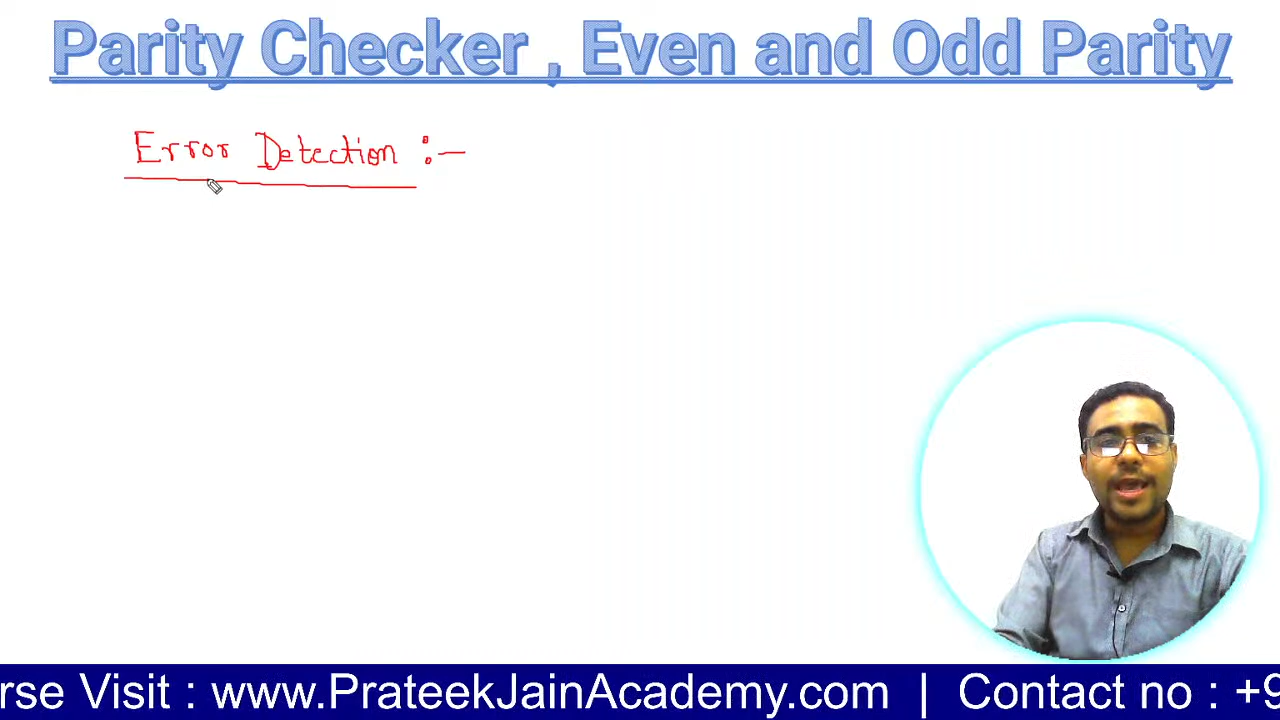 Parity Checker , Even and Odd Parity
Error Detection :-
rse Visit : www.PrateekJainAcademy.com | Contact no : +9